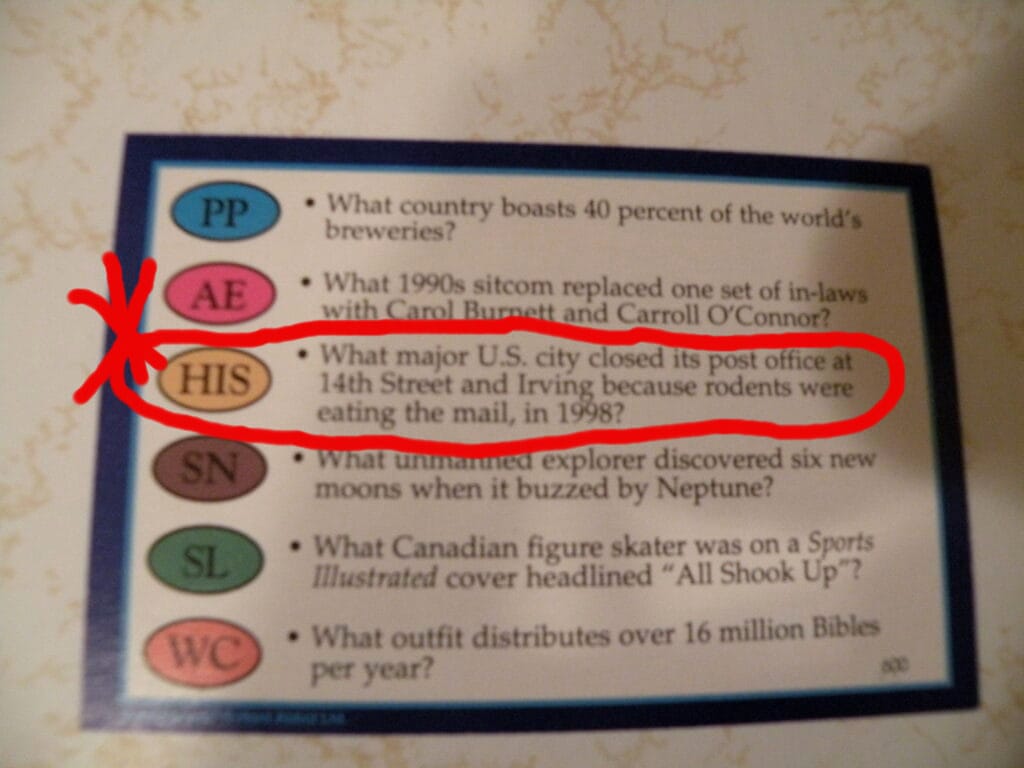 PP • What country boasts 40 percent of the world's
breweries?
AE • What 1990s sitcom replaced one set of in-laws
with Carol Burnett and Carroll O'Connor?
HIS • What major U.S. city closed its post office at
14th Street and Irving because rodents were
eating the mail, in 1998?
SN • What unmanned explorer discovered six new
moons when it buzzed by Neptune?
SL • What Canadian figure skater was on a Sports
Illustrated cover headlined "All Shook Up"?
WC • What outfit distributes over 16 million Bibles
per year?
600